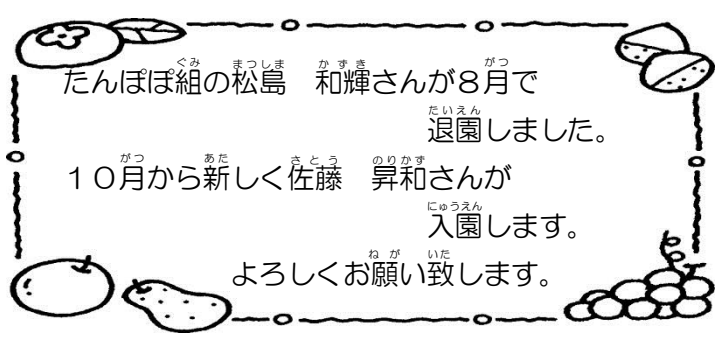 たんぽぽ組の松島　和輝さんが８月で
退園しました。
１０月から新しく佐藤　昇和さんが
入園します。
よろしくお願い致します。